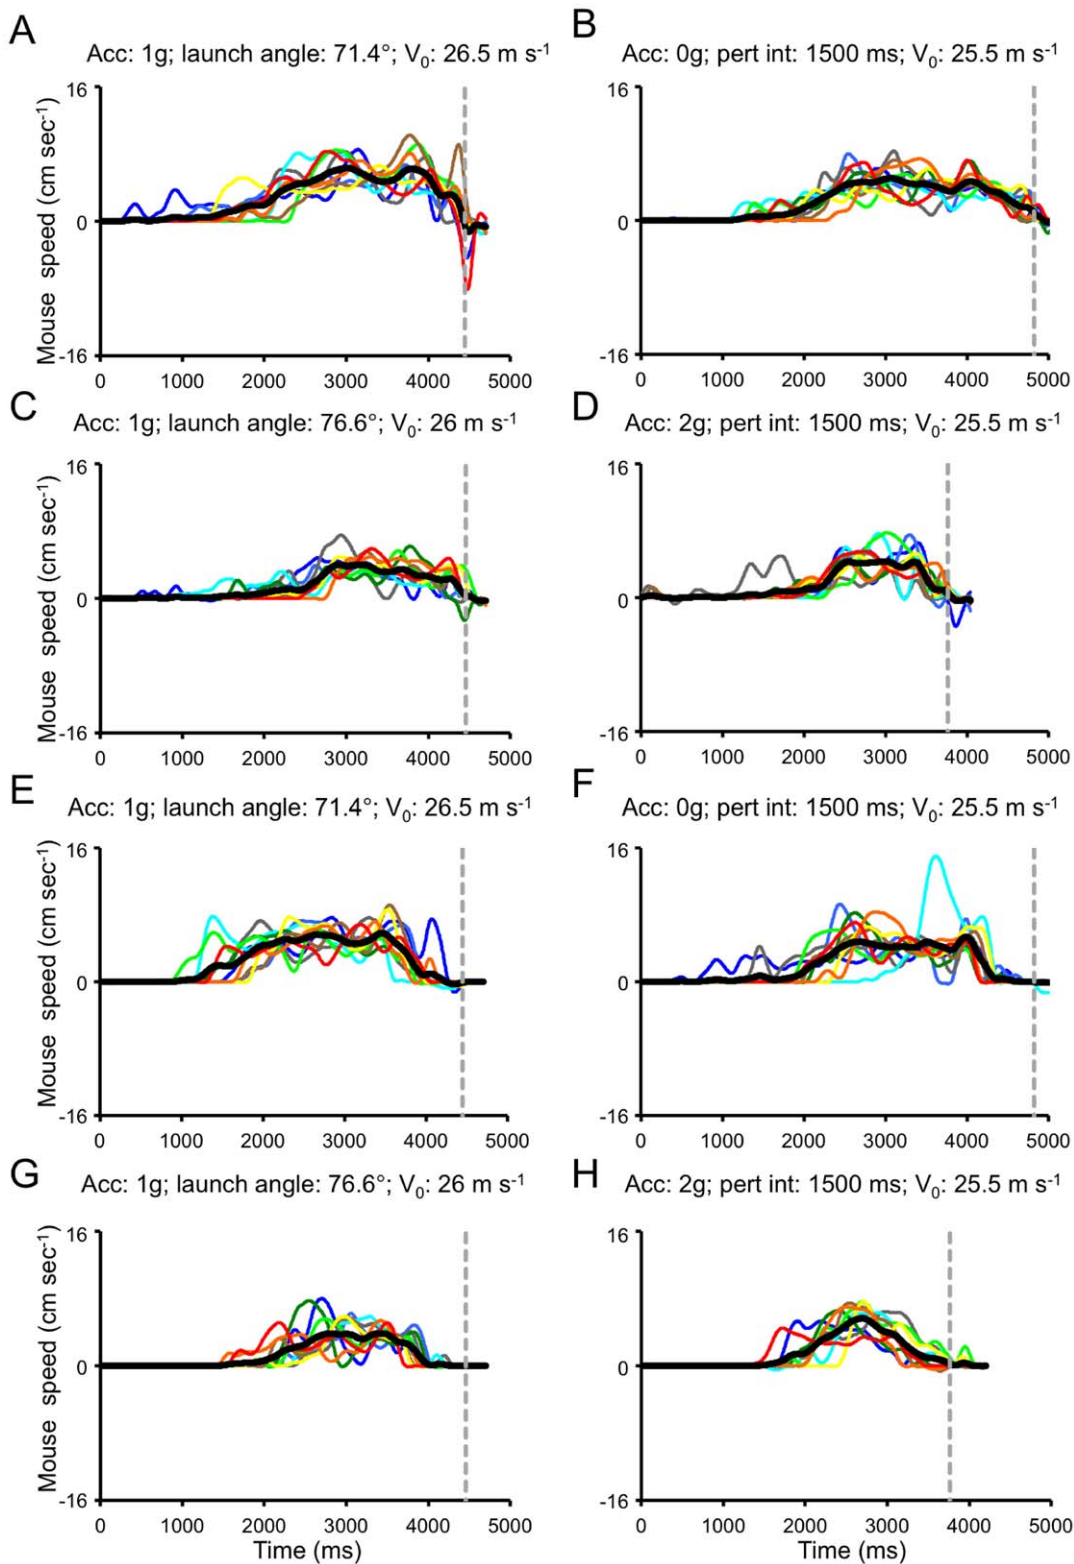 A
Acc: 1g; launch angle: 71.4°; V₀: 26.5 m s⁻¹
16
0
-16
Mouse speed (cm sec⁻¹)
0 1000 2000 3000 4000 5000
B
Acc: 0g; pert int: 1500 ms; V₀: 25.5 m s⁻¹
16
0
-16
0 1000 2000 3000 4000 5000
C
Acc: 1g; launch angle: 76.6°; V₀: 26 m s⁻¹
16
0
-16
Mouse speed (cm sec⁻¹)
0 1000 2000 3000 4000 5000
D
Acc: 2g; pert int: 1500 ms; V₀: 25.5 m s⁻¹
16
0
-16
0 1000 2000 3000 4000 5000
E
Acc: 1g; launch angle: 71.4°; V₀: 26.5 m s⁻¹
16
0
-16
Mouse speed (cm sec⁻¹)
0 1000 2000 3000 4000 5000
F
Acc: 0g; pert int: 1500 ms; V₀: 25.5 m s⁻¹
16
0
-16
0 1000 2000 3000 4000 5000
G
Acc: 1g; launch angle: 76.6°; V₀: 26 m s⁻¹
16
0
-16
Mouse speed (cm sec⁻¹)
0 1000 2000 3000 4000 5000
Time (ms)
H
Acc: 2g; pert int: 1500 ms; V₀: 25.5 m s⁻¹
16
0
-16
0 1000 2000 3000 4000 5000
Time (ms)